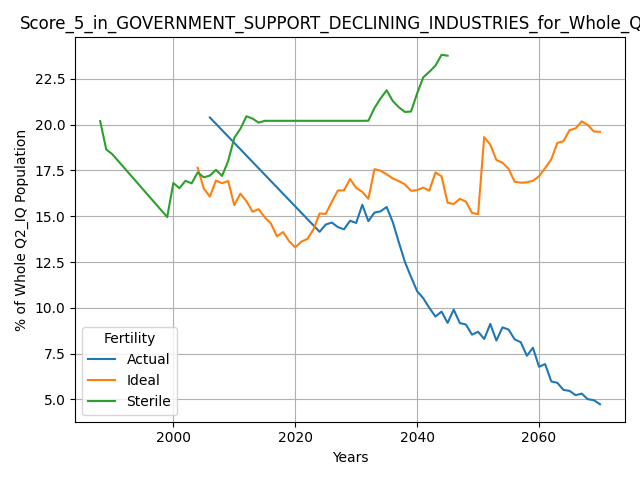 Score_5_in_GOVERNMENT_SUPPORT_DECLINING_INDUSTRIES_for_Whole_Q
% of Whole Q2_IQ Population
22.5
20.0
17.5
15.0
12.5
10.0
7.5
5.0
Fertility
Actual
Ideal
Sterile
2000 2020 2040 2060
Years